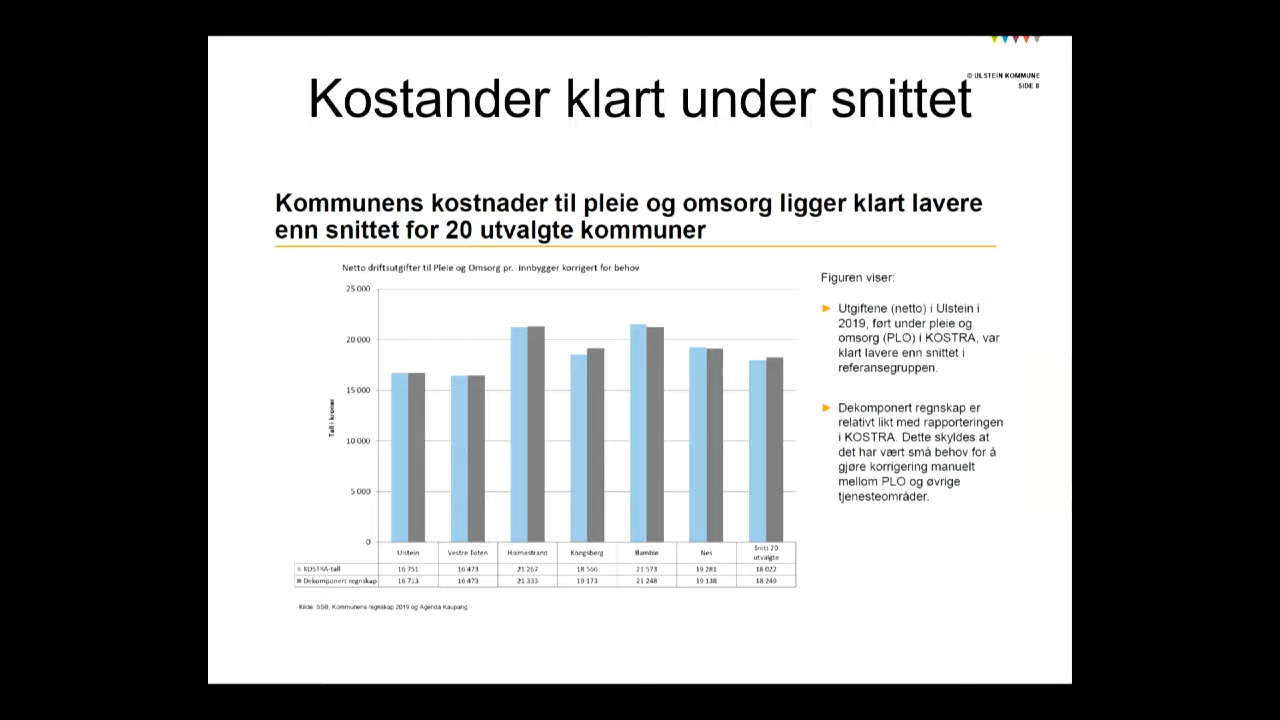 © ULSTEIN KOMMUNE
SIDE 8
Kostander klart under snittet
Kommunens kostnader til pleie og omsorg ligger klart lavere
enn snittet for 20 utvalgte kommuner
Netto driftsutgifter til Pleie og Omsorg pr. innbygger korrigert for behov
25 000
20 000
15 000
10 000
5 000
0
Tall i kroner
Ulstein Vestre Toten Holmestrand Kongsberg Bamble Nes Snitt 20
utvalgte
KOSTRA-tall 16 751 16 473 21 267 18 566 21 573 19 281 18 022
Dekomponert regnskap 16 713 16 473 21 333 19 173 21 248 19 138 18 249
Kilde: SSB, Kommunens regnskap 2019 og Agenda Kaupang
Figuren viser:
Utgiftene (netto) i Ulstein i
2019, ført under pleie og
omsorg (PLO) i KOSTRA, var
klart lavere enn snittet i
referansegruppen.
Dekomponert regnskap er
relativt likt med rapporteringen
i KOSTRA. Dette skyldes at
det har vært små behov for å
gjøre korrigering manuelt
mellom PLO og øvrige
tjenesteområder.